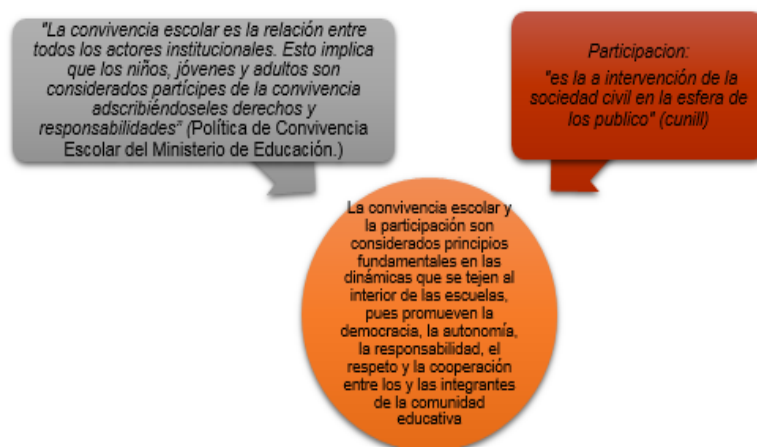 "La convivencia escolar es la relación entre
todos los actores institucionales. Esto implica
que los niños, jóvenes y adultos son
considerados partícipes de la convivencia
adscribiéndoseles derechos y
responsabilidades" (Política de Convivencia
Escolar del Ministerio de Educación.)
Participacion:
"es la a intervención de la
sociedad civil en la esfera de
los publico" (cunill)
La convivencia escolar y
la participación son
considerados principios
fundamentales en las
dinámicas que se tejen al
interior de las escuelas,
pues promueven la
democracia, la autonomía,
la responsabilidad, el
respeto y la cooperación
entre los y las integrantes
de la comunidad
educativa